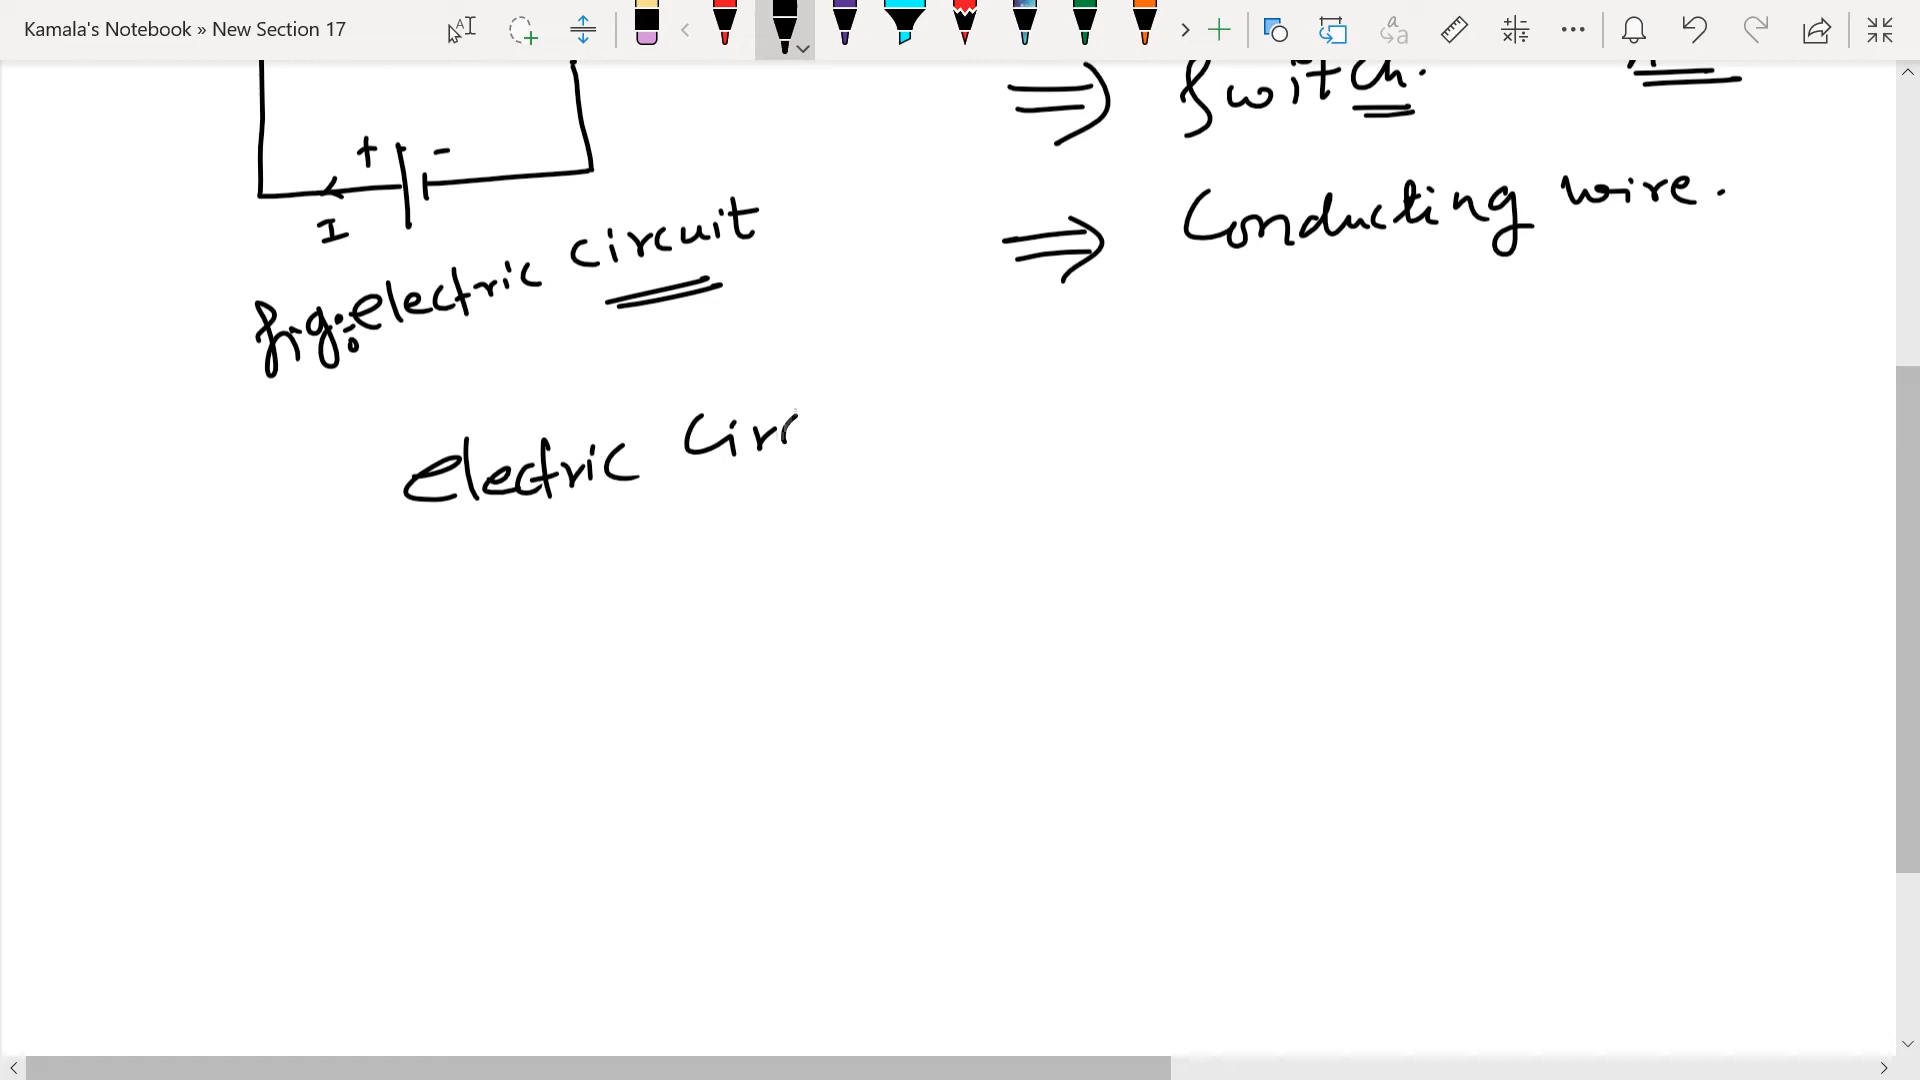 Kamala's Notebook » New Section 17
Switch.
+ -
I
Conducting wire.
fig: electric circuit
electric Circ